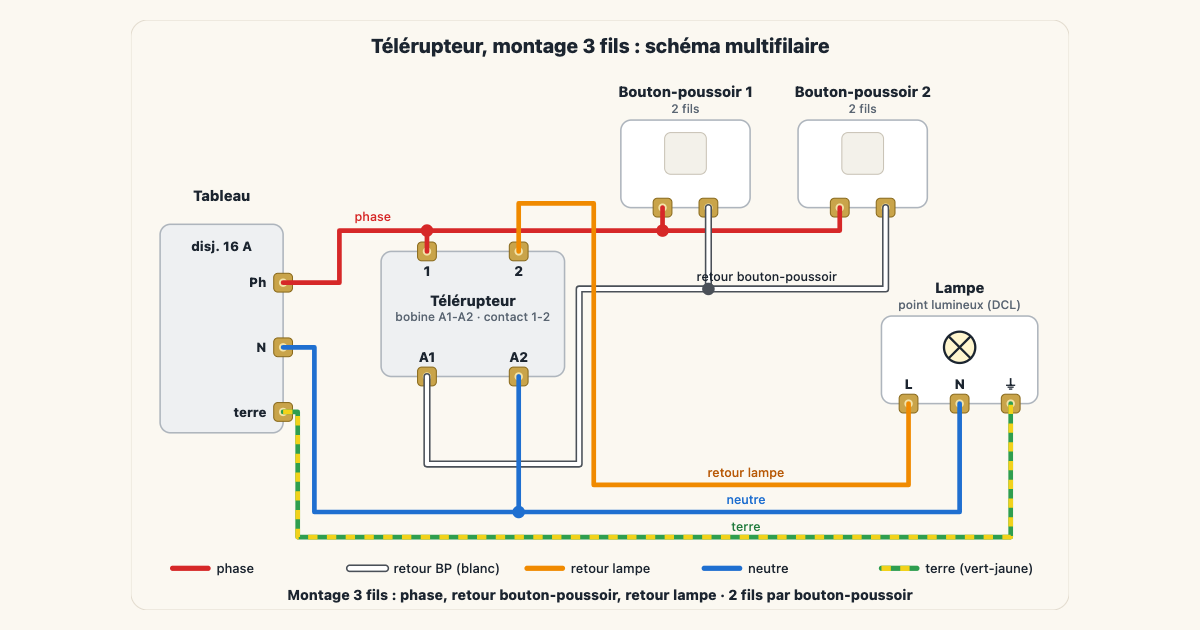 Télérupteur, montage 3 fils : schéma multifilaire
Bouton-poussoir 1
2 fils
Bouton-poussoir 2
2 fils
Tableau
disj. 16 A
Ph
N
terre
phase
1
2
Télérupteur
bobine A1-A2 · contact 1-2
A1
A2
retour bouton-poussoir
Lampe
point lumineux (DCL)
L
N
⏚
retour lampe
neutre
terre
phase
retour BP (blanc)
retour lampe
neutre
terre (vert-jaune)
Montage 3 fils : phase, retour bouton-poussoir, retour lampe · 2 fils par bouton-poussoir